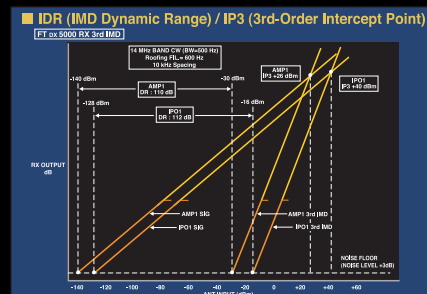 IDR (IMD Dynamic Range) / IP3 (3rd-Order Intercept Point)
FT DX 5000 RX 3rd IMD
14 MHz BAND CW (BW=500 Hz)
Roofing FIL.= 600 Hz
10 kHz Spacing
-140 dBm
-30 dBm
AMP1
IP3 +26 dBm
IPO1
IP3 +40 dBm
AMP1
DR : 110 dB
-128 dBm
-16 dBm
IPO1
DR : 112 dB
RX OUTPUT
dB
AMP1 SIG
AMP1 3rd IMD
IPO1 SIG
IPO1 3rd IMD
NOISE FLOOR
(NOISE LEVEL +3dB)
-140 -120 -100 -80 -60 -40 -20 0 +20 +40 +60
ANT INPUT (dBm)